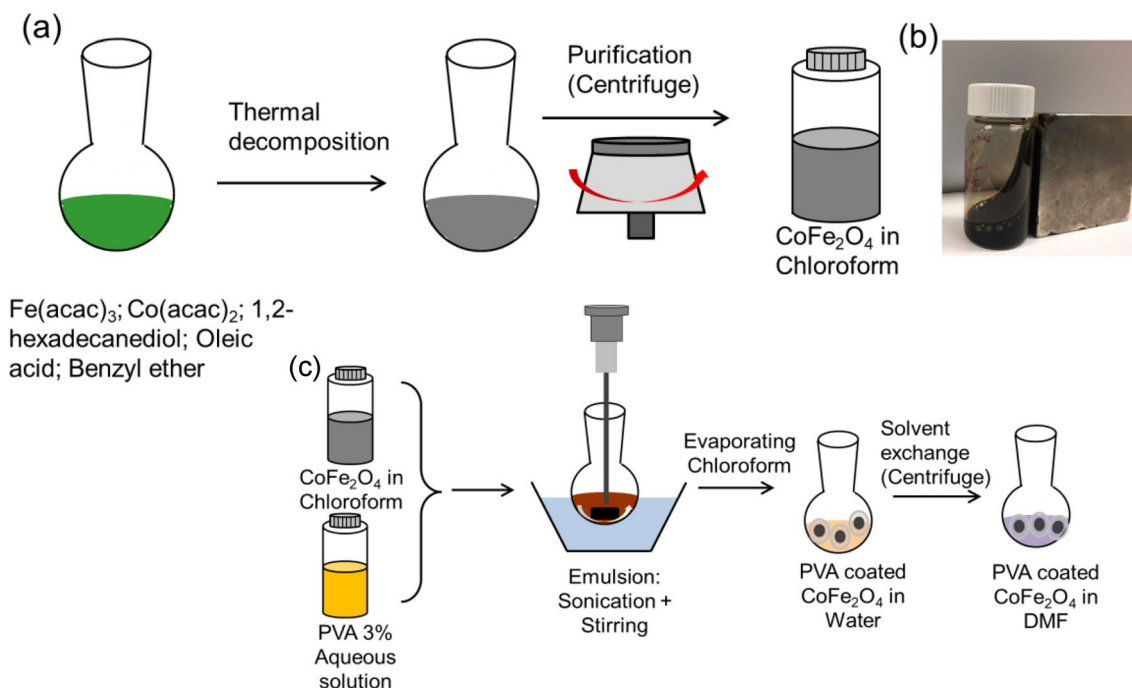 (a)
Thermal
decomposition
Purification
(Centrifuge)
CoFe₂O₄ in
Chloroform
(b)
Fe(acac)₃; Co(acac)₂; 1,2-
hexadecanediol; Oleic
acid; Benzyl ether
(c)
CoFe₂O₄ in
Chloroform
PVA 3%
Aqueous
solution
Emulsion:
Sonication +
Stirring
Evaporating
Chloroform
PVA coated
CoFe₂O₄ in
Water
Solvent
exchange
(Centrifuge)
PVA coated
CoFe₂O₄ in
DMF